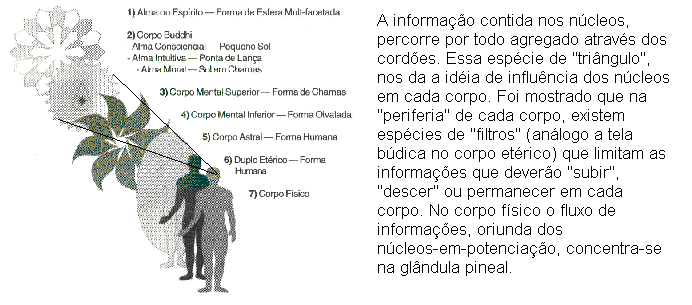 1) Alma ou Espírito — Forma de Esfera Mult-facetada
2) Corpo Buddhi
- Alma Consciencial — Pequeno Sol
- Alma Intuitiva — Ponta de Lança
- Alma Moral — Sol em Chamas
3) Corpo Mental Superior — Forma de Chamas
4) Corpo Mental Inferior — Forma Ovalada
5) Corpo Astral — Forma Humana
6) Duplo Etérico — Forma
Humana
7) Corpo Físico
A informação contida nos núcleos,
percorre por todo agregado através dos
cordões. Essa espécie de "triângulo",
nos da a idéia de influência dos núcleos
em cada corpo. Foi mostrado que na
"periferia" de cada corpo, existem
espécies de "filtros" (análogo a tela
búdica no corpo etérico) que limitam as
informações que deverão "subir",
"descer" ou permanecer em cada
corpo. No corpo físico o fluxo de
informações, oriunda dos
núcleos-em-potenciação, concentra-se
na glândula pineal.